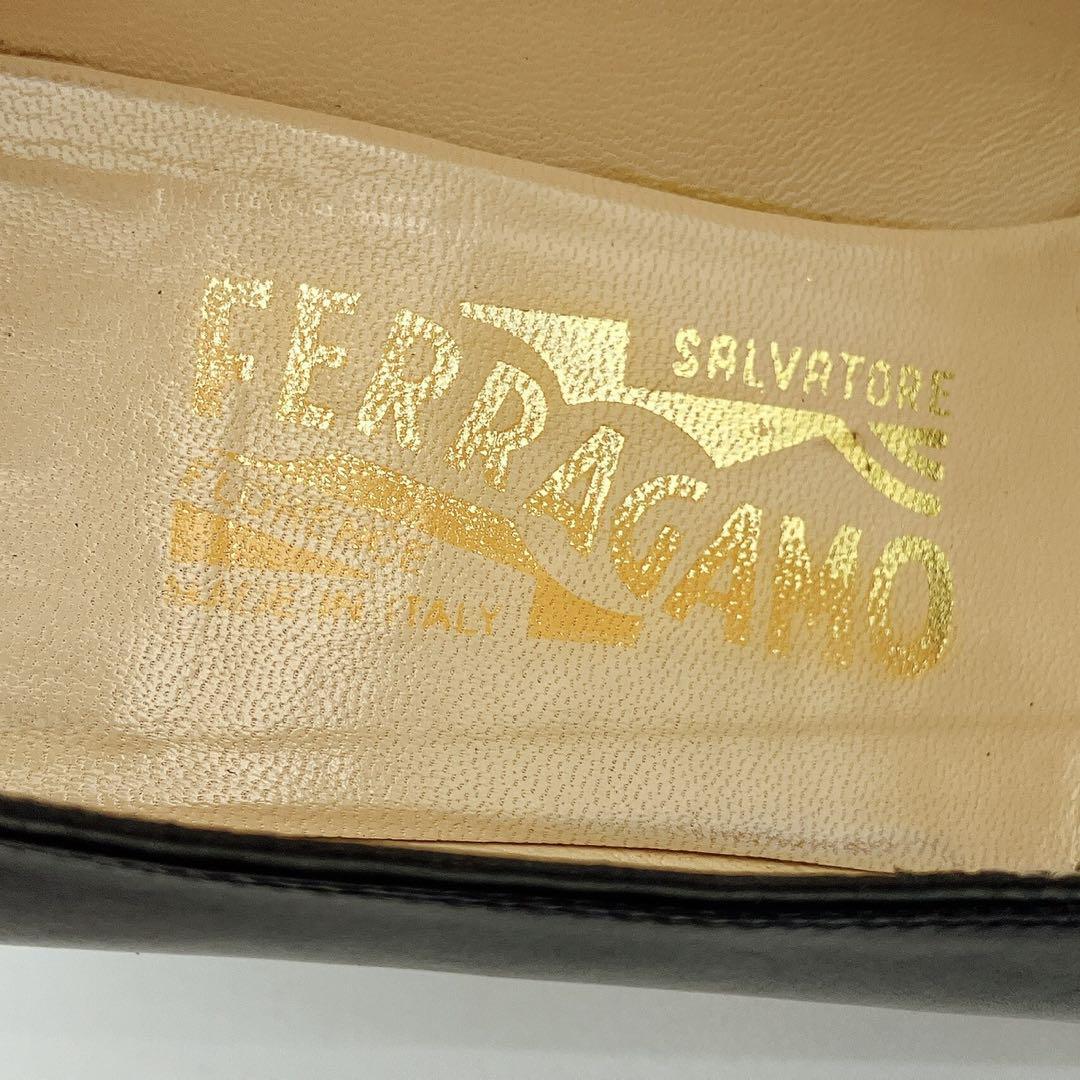 SALVATORE
FERRAGAMO
FLORENCE
MADE IN ITALY